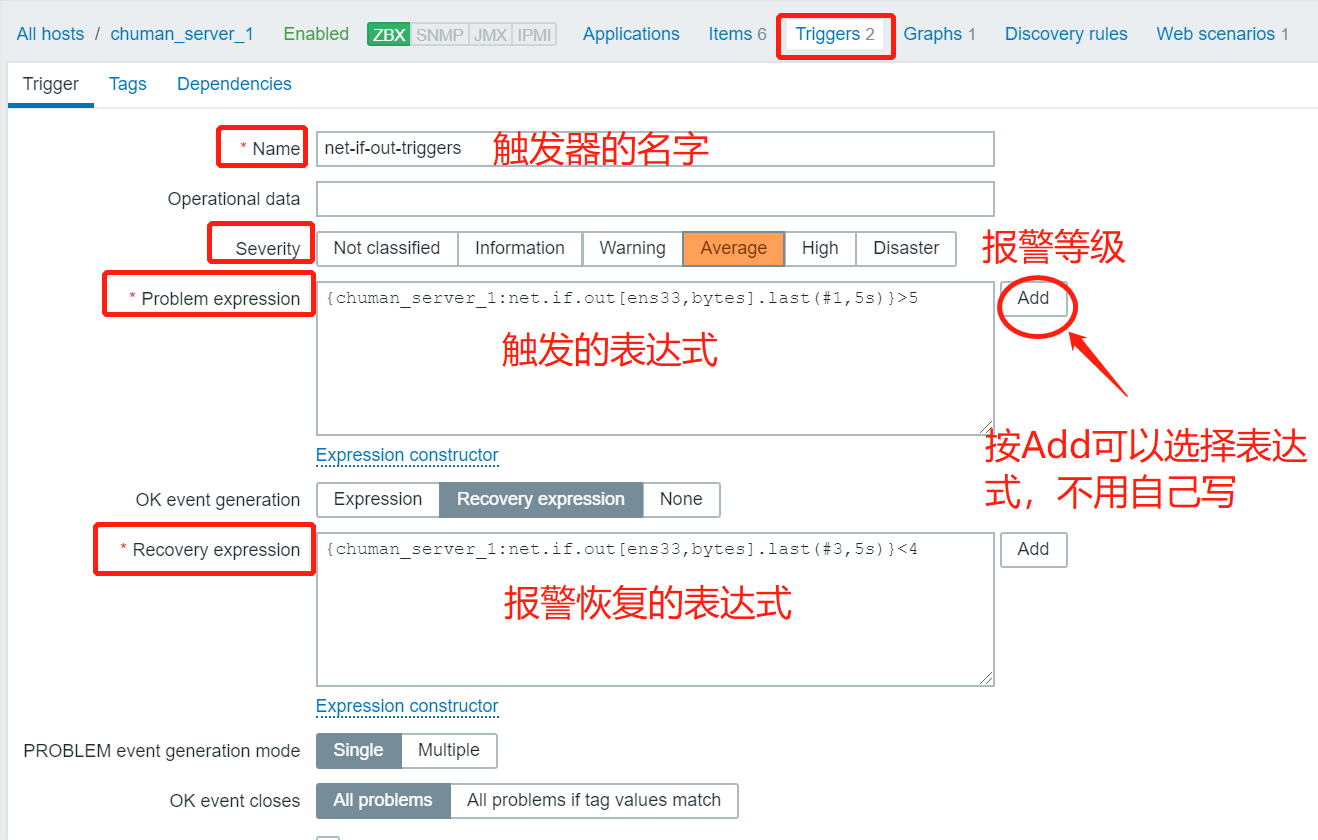 All hosts / chuman_server_1 Enabled ZBX SNMP JMX IPMI Applications Items 6 Triggers 2 Graphs 1 Discovery rules Web scenarios 1
Trigger Tags Dependencies
* Name net-if-out-triggers 触发器的名字
Operational data
Severity Not classified Information Warning Average High Disaster 报警等级
* Problem expression {chuman_server_1:net.if.out[ens33,bytes].last(#1,5s)}>5 Add
触发的表达式
按Add可以选择表达
式，不用自己写
Expression constructor
OK event generation Expression Recovery expression None
* Recovery expression {chuman_server_1:net.if.out[ens33,bytes].last(#3,5s)}<4 Add
报警恢复的表达式
Expression constructor
PROBLEM event generation mode Single Multiple
OK event closes All problems All problems if tag values match